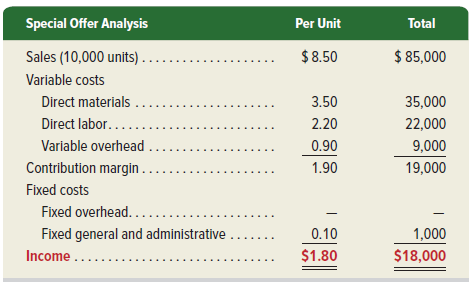 Special Offer Analysis Per Unit Total
Sales (10,000 units) . . . . . . . . . . . . . . . . . . . . . $ 8.50 $ 85,000
Variable costs
Direct materials . . . . . . . . . . . . . . . . . . . . . . 3.50 35,000
Direct labor. . . . . . . . . . . . . . . . . . . . . . . . . . 2.20 22,000
Variable overhead . . . . . . . . . . . . . . . . . . . . 0.90 9,000
Contribution margin . . . . . . . . . . . . . . . . . . . . . 1.90 19,000
Fixed costs
Fixed overhead. . . . . . . . . . . . . . . . . . . . . . . — —
Fixed general and administrative . . . . . . . 0.10 1,000
Income . . . . . . . . . . . . . . . . . . . . . . . . . . . . . . . $1.80 $18,000